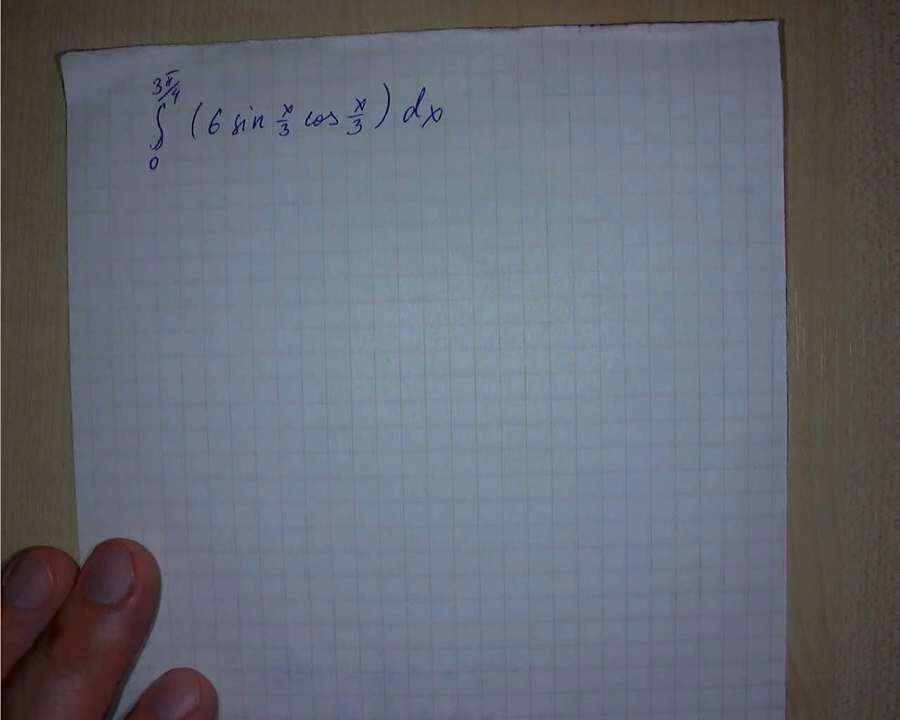 ∫₀^{3π/4} (6 sin x/3 cos x/3) dx